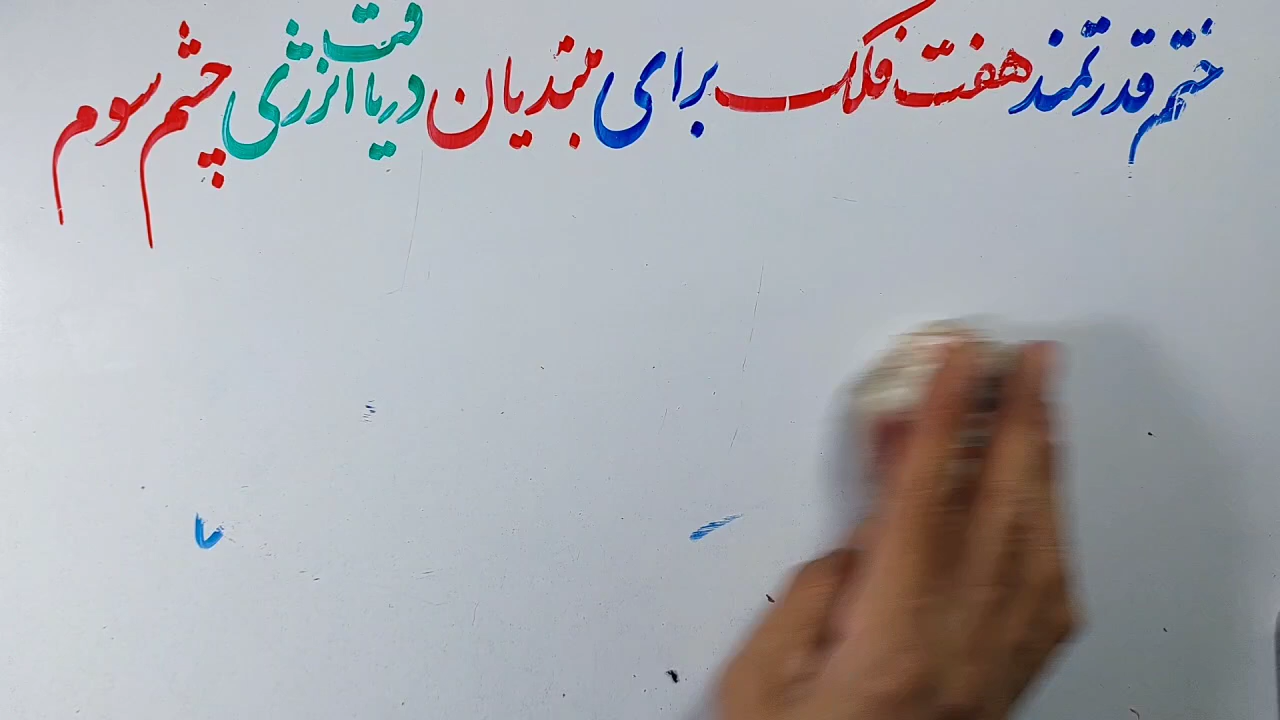 ختم قدرتمند هفت فلک برای مبتدیان دریافت انرژی چشم سوم